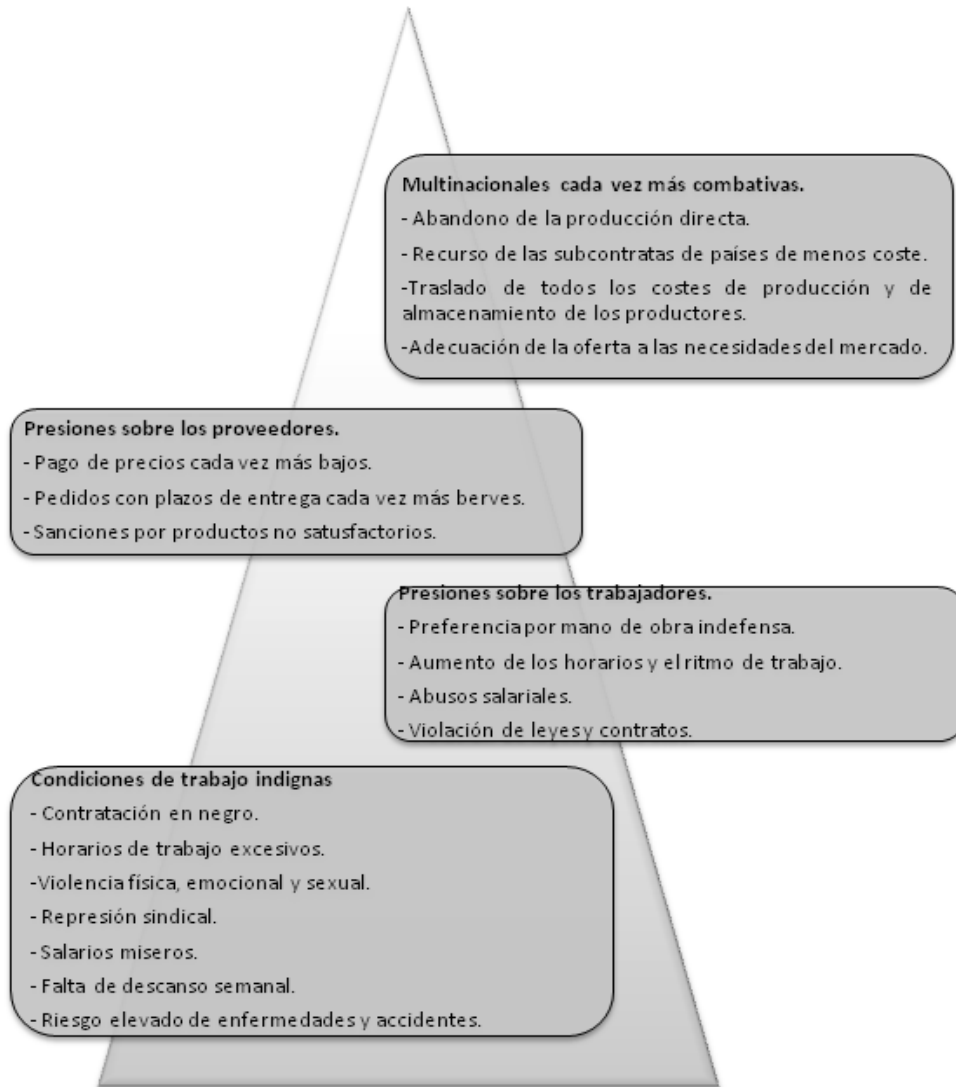 Multinacionales cada vez más combativas.
- Abandono de la producción directa.
- Recurso de las subcontratas de países de menos coste.
-Traslado de todos los costes de producción y de
almacenamiento de los productores.
-Adecuación de la oferta a las necesidades del mercado.
Presiones sobre los proveedores.
- Pago de precios cada vez más bajos.
- Pedidos con plazos de entrega cada vez más berves.
- Sanciones por productos no satusfactorios.
Presiones sobre los trabajadores.
- Preferencia por mano de obra indefensa.
- Aumento de los horarios y el ritmo de trabajo.
- Abusos salariales.
- Violación de leyes y contratos.
Condiciones de trabajo indignas
- Contratación en negro.
- Horarios de trabajo excesivos.
-Violencia física, emocional y sexual.
- Represión sindical.
- Salarios miseros.
- Falta de descanso semanal.
- Riesgo elevado de enfermedades y accidentes.